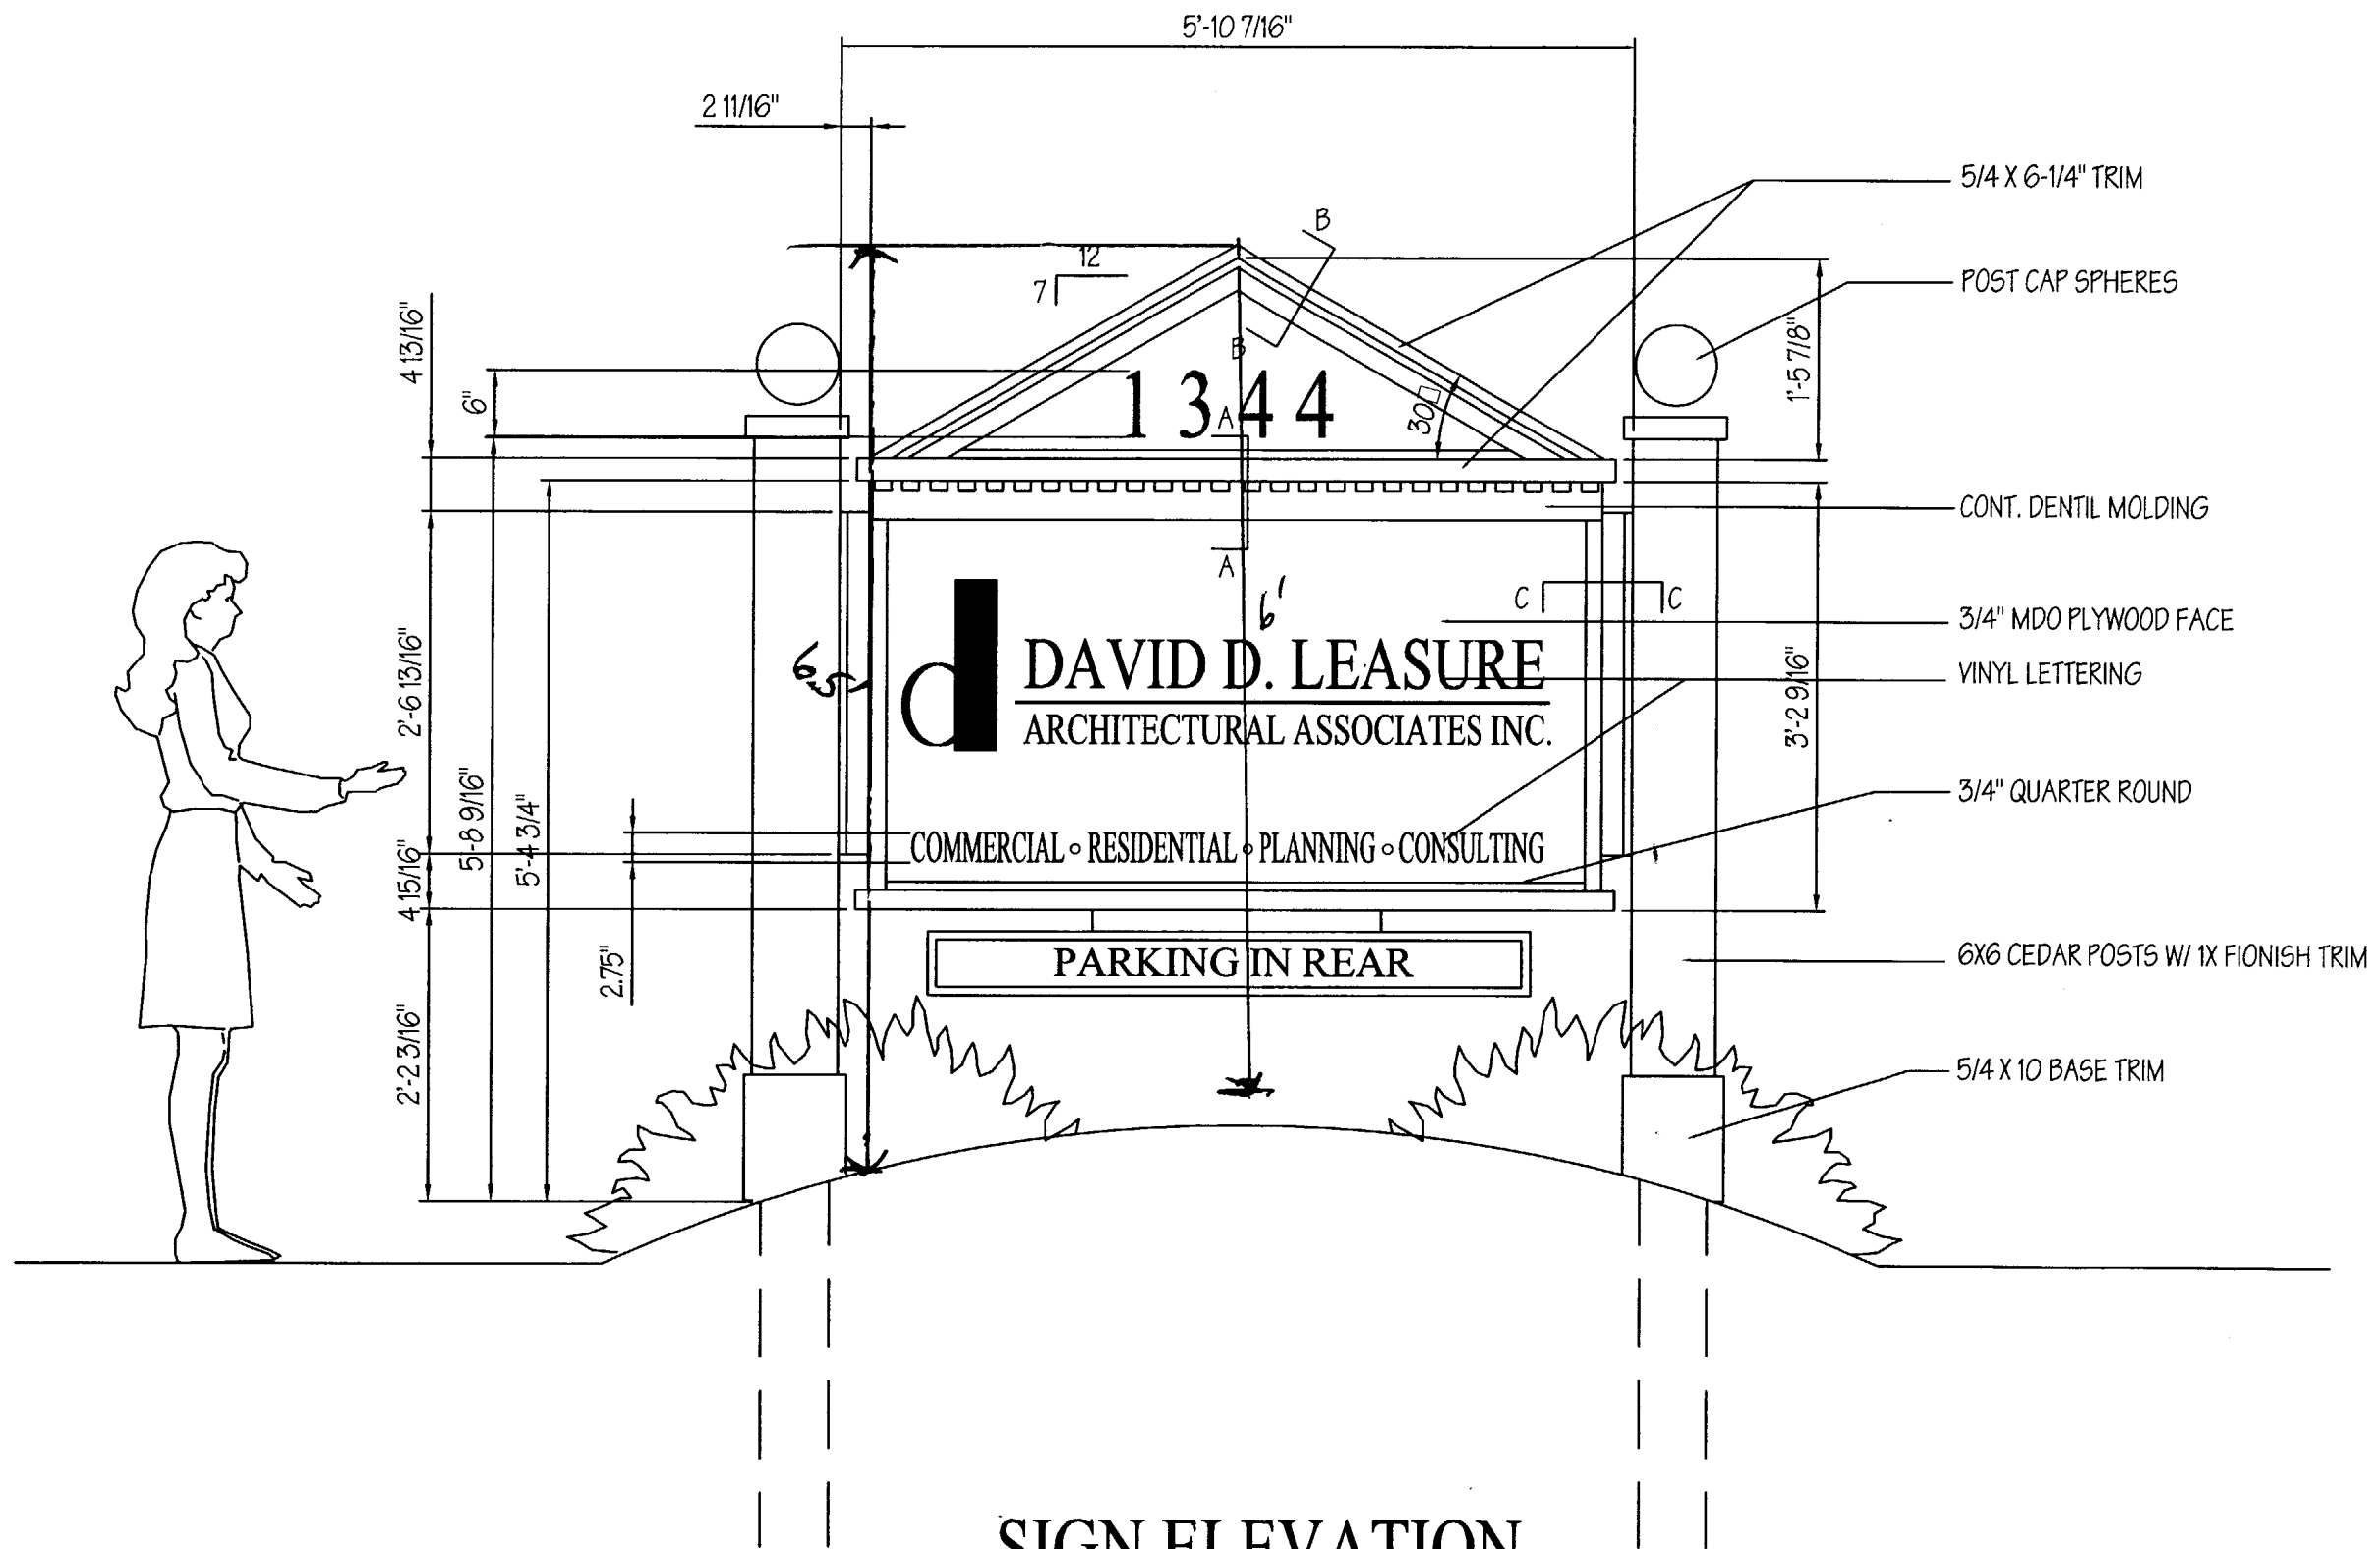 5'-10 7/16"
2 11/16"
5/4 X 6-1/4" TRIM
B
12
7
POST CAP SPHERES
4 13/16"
6"
B
1'-5 7/8"
1344
A
30□
CONT. DENTIL MOLDING
A
C
C
6'
3/4" MDO PLYWOOD FACE
DAVID D. LEASURE
VINYL LETTERING
2'-6 13/16"
6.5'
3'-2 9/16"
ARCHITECTURAL ASSOCIATES INC.
3/4" QUARTER ROUND
5'-8 9/16"
5'-4 3/4"
COMMERCIAL ∘ RESIDENTIAL ∘ PLANNING ∘ CONSULTING
4 15/16"
2.75"
PARKING IN REAR
6X6 CEDAR POSTS W/ 1X FIONISH TRIM
2'-2 3/16"
5/4 X 10 BASE TRIM
SIGN ELEVATION